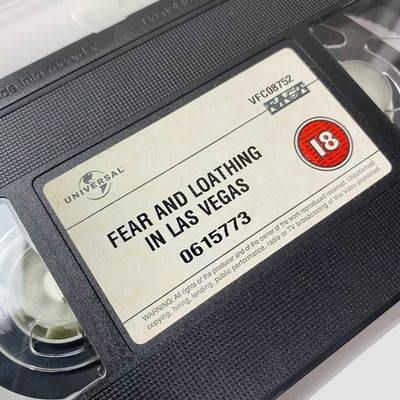 VFC08752
UNIVERSAL
18
FEAR AND LOATHING
IN LAS VEGAS
0615773
WARNING: All rights of the producer and of the owner of the work reproduced reserved. Unauthorised
copying, hiring, lending, public performance, radio or TV broadcasting of this Video prohibited.